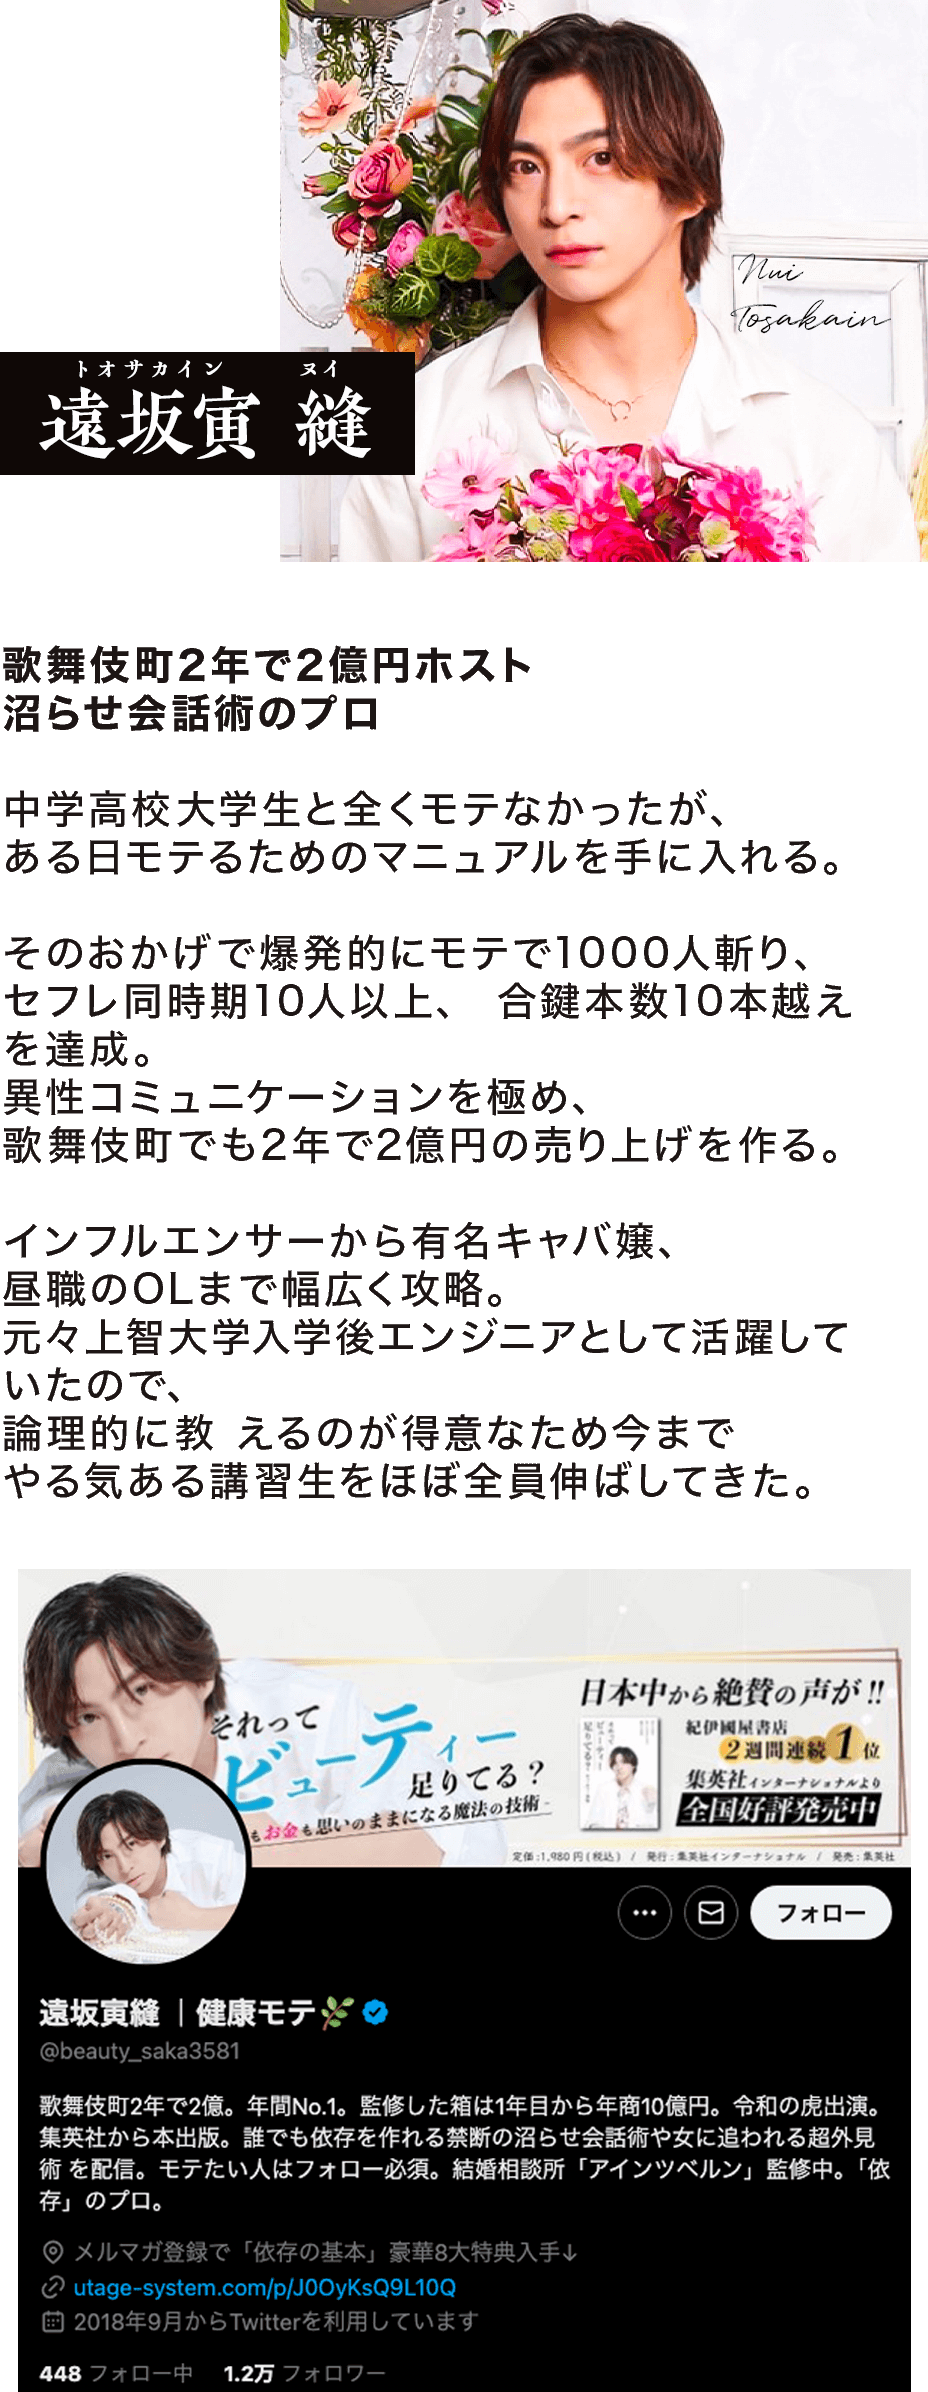 Nui
Tosakain
トオサカイン ヌイ
遠坂寅 縫
歌舞伎町2年で2億円ホスト
沼らせ会話術のプロ
中学高校大学生と全くモテなかったが、
ある日モテるためのマニュアルを手に入れる。
そのおかげで爆発的にモテで1000人斬り、
セフレ同時期10人以上、 合鍵本数10本越え
を達成。
異性コミュニケーションを極め、
歌舞伎町でも2年で2億円の売り上げを作る。
インフルエンサーから有名キャバ嬢、
昼職のOLまで幅広く攻略。
元々上智大学入学後エンジニアとして活躍して
いたので、
論理的に教 えるのが得意なため今まで
やる気ある講習生をほぼ全員伸ばしてきた。
それって
ビューティー
足りてる?
もお金も思いのままになる魔法の技術-
日本中から絶賛の声が!!
紀伊國屋書店
2週間連続1位
集英社インターナショナルより
全国好評発売中
定価:1,980円(税込) / 発行:集英社インターナショナル / 発売:集英社
フォロー
遠坂寅縫 │健康モテ🌿
@beauty_saka3581
歌舞伎町2年で2億。年間No.1。監修した箱は1年目から年商10億円。令和の虎出演。
集英社から本出版。誰でも依存を作れる禁断の沼らせ会話術や女に追われる超外見
術 を配信。モテたい人はフォロー必須。結婚相談所「アインツベルン」監修中。「依
存」のプロ。
メルマガ登録で「依存の基本」豪華8大特典入手↓
utage-system.com/p/J0OyKsQ9L10Q
2018年9月からTwitterを利用しています
448 フォロー中 1.2万 フォロワー